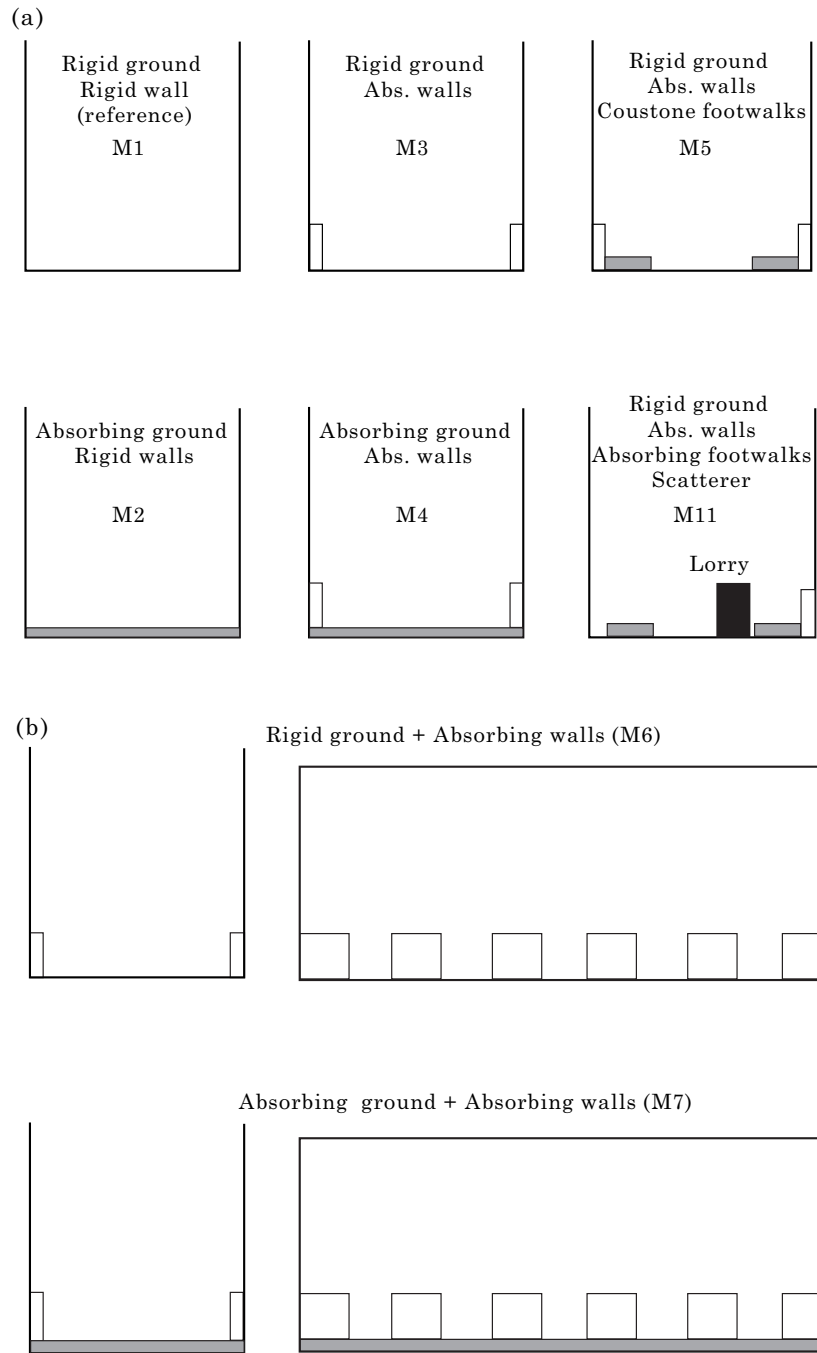 (a)
Rigid ground
Rigid wall
(reference)
M1
Rigid ground
Abs. walls
M3
Rigid ground
Abs. walls
Coustone footwalks
M5
Absorbing ground
Rigid walls
M2
Absorbing ground
Abs. walls
M4
Rigid ground
Abs. walls
Absorbing footwalks
Scatterer
M11
Lorry
(b)
Rigid ground + Absorbing walls (M6)
Absorbing ground + Absorbing walls (M7)